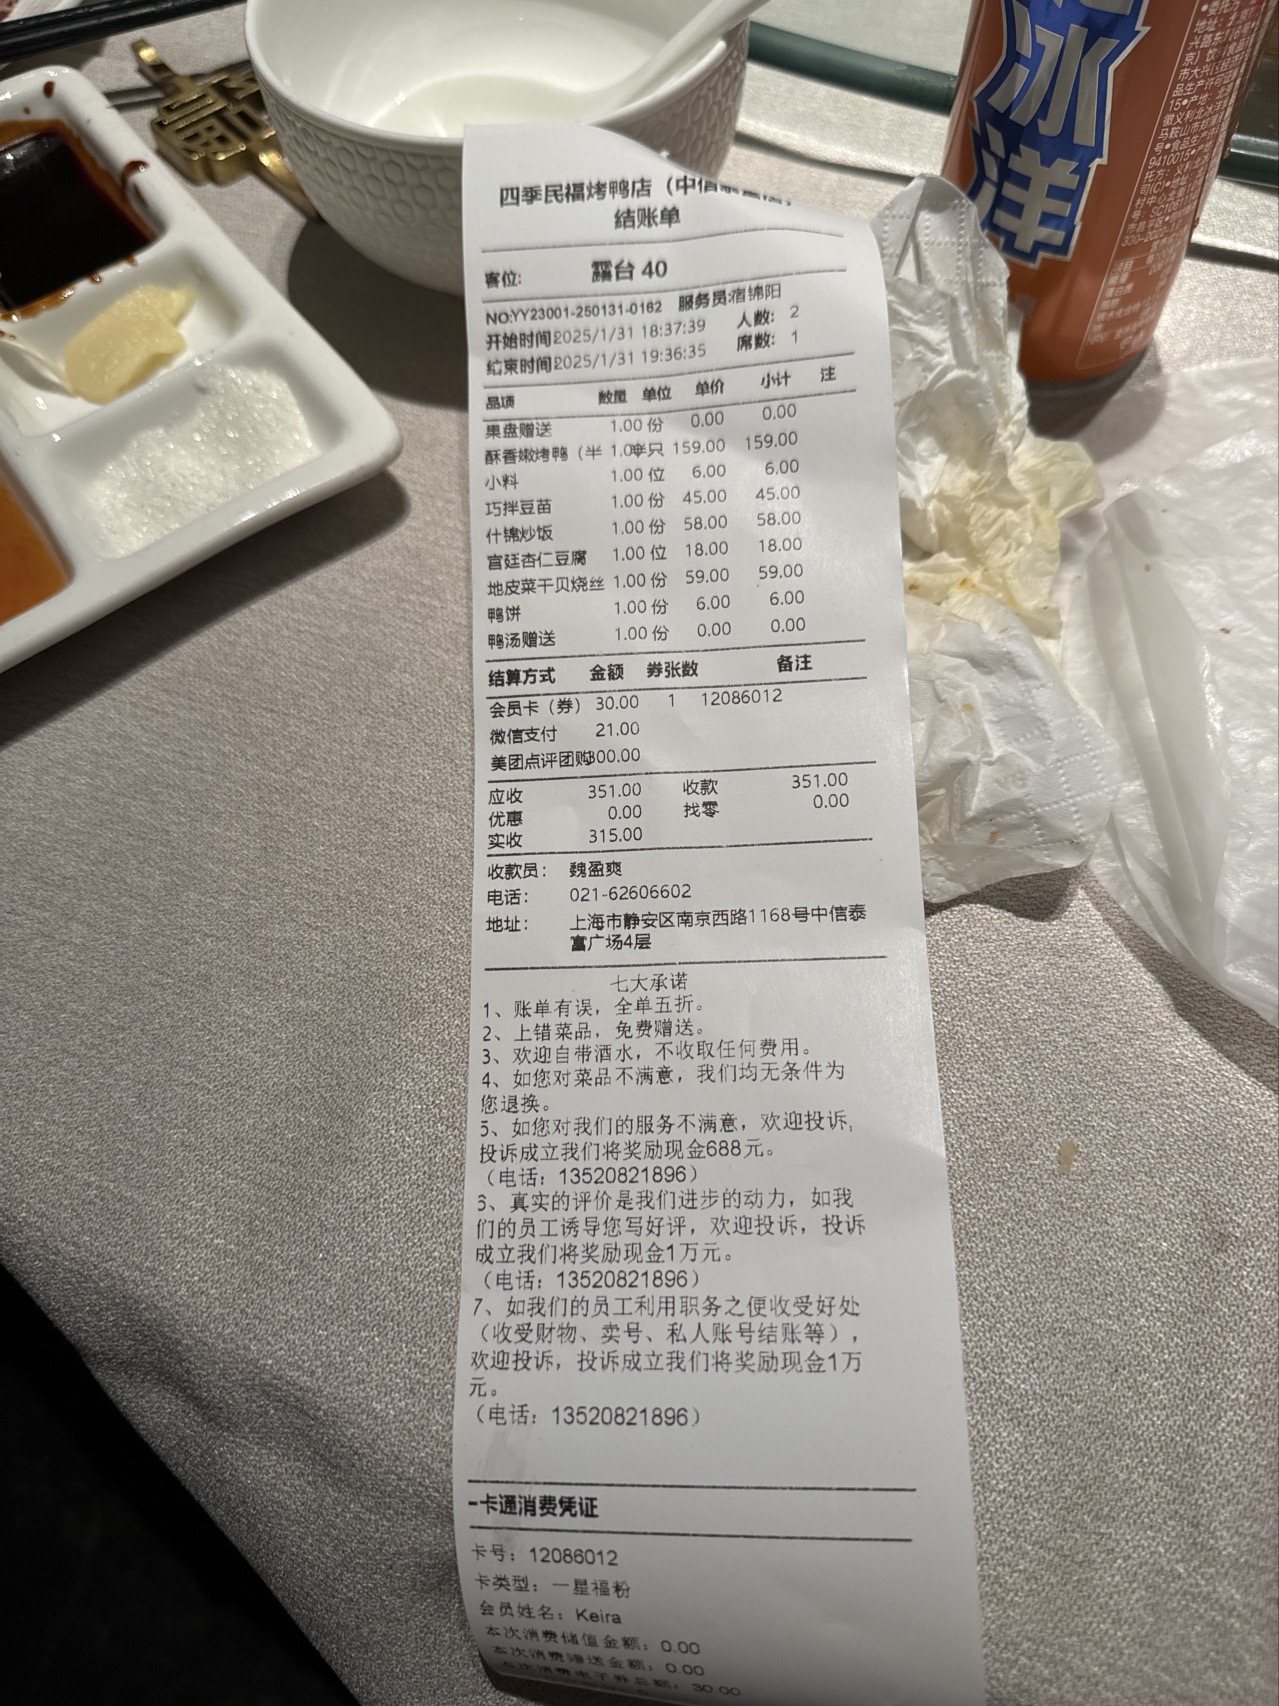 四季民福烤鸭店（中信泰富店）
结账单
客位： 露台 40
NO:YY23001-250131-0162 服务员:宿锦阳
开始时间2025/1/31 18:37:39 人数： 2
结束时间2025/1/31 19:36:35 席数： 1
品项 数量 单位 单价 小计 注
果盘赠送 1.00 份 0.00 0.00
酥香嫩烤鸭（半 1.00半只 159.00 159.00
小料 1.00 位 6.00 6.00
巧拌豆苗 1.00 份 45.00 45.00
什锦炒饭 1.00 份 58.00 58.00
宫廷杏仁豆腐 1.00 位 18.00 18.00
地皮菜干贝烧丝 1.00 份 59.00 59.00
鸭饼 1.00 份 6.00 6.00
鸭汤赠送 1.00 份 0.00 0.00
结算方式 金额 券张数 备注
会员卡（券） 30.00 1 12086012
微信支付 21.00
美团点评团购300.00
应收 351.00 收款 351.00
优惠 0.00 找零 0.00
实收 315.00
收款员： 魏盈爽
电话： 021-62606602
地址： 上海市静安区南京西路1168号中信泰
富广场4层
七大承诺
1、账单有误，全单五折。
2、上错菜品，免费赠送。
3、欢迎自带酒水，不收取任何费用。
4、如您对菜品不满意，我们均无条件为
您退换。
5、如您对我们的服务不满意，欢迎投诉，
投诉成立我们将奖励现金688元。
（电话：13520821896）
3、真实的评价是我们进步的动力，如我
们的员工诱导您写好评，欢迎投诉，投诉
成立我们将奖励现金1万元。
（电话：13520821896）
7、如我们的员工利用职务之便收受好处
（收受财物、卖号、私人账号结账等），
欢迎投诉，投诉成立我们将奖励现金1万
元。
（电话：13520821896）
一卡通消费凭证
卡号：12086012
卡类型：一星福粉
会员姓名：Keira
本次消费储值金额：0.00
本次消费赠送金额：0.00
本次消费电子券总额：30.00
冰洋